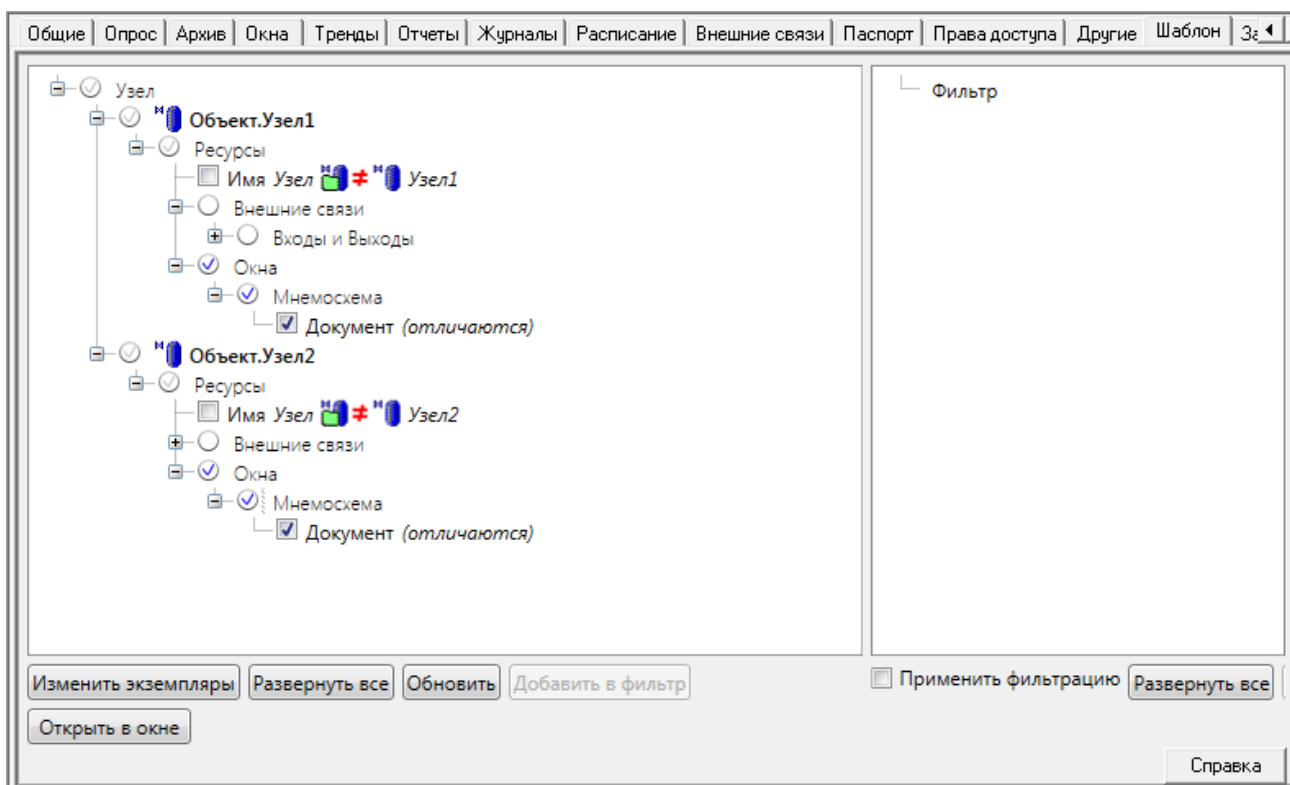 Общие Опрос Архив Окна Тренды Отчеты Журналы Расписание Внешние связи Паспорт Права доступа Другие Шаблон За
Узел
Объект.Узел1
Ресурсы
Имя Узел ≠ Узел1
Внешние связи
Входы и Выходы
Окна
Мнемосхема
Документ (отличаются)
Объект.Узел2
Ресурсы
Имя Узел ≠ Узел2
Внешние связи
Окна
Мнемосхема
Документ (отличаются)
Фильтр
Изменить экземпляры Развернуть все Обновить Добавить в фильтр
Применить фильтрацию Развернуть все
Открыть в окне
Справка